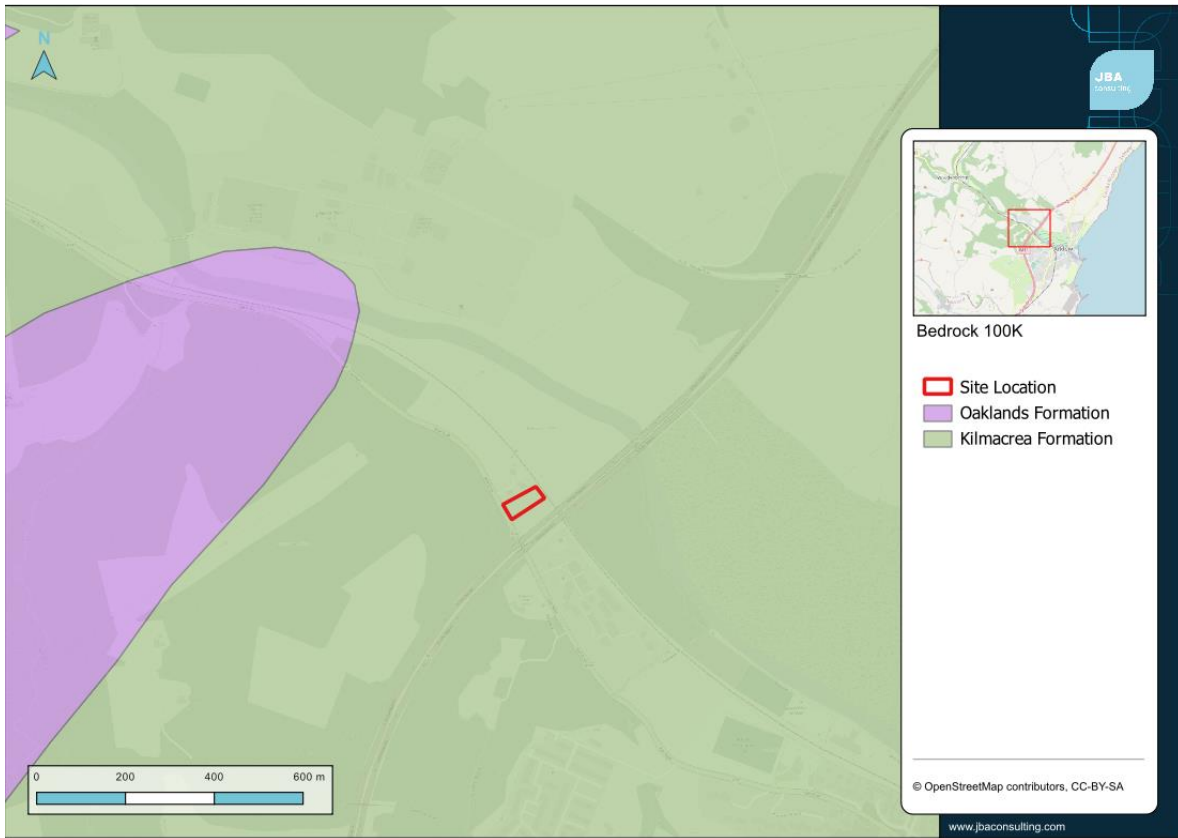 N
JBA
consulting
Bedrock 100K
Site Location
Oaklands Formation
Kilmacrea Formation
0 200 400 600 m
© OpenStreetMap contributors, CC-BY-SA
www.jbaconsulting.com